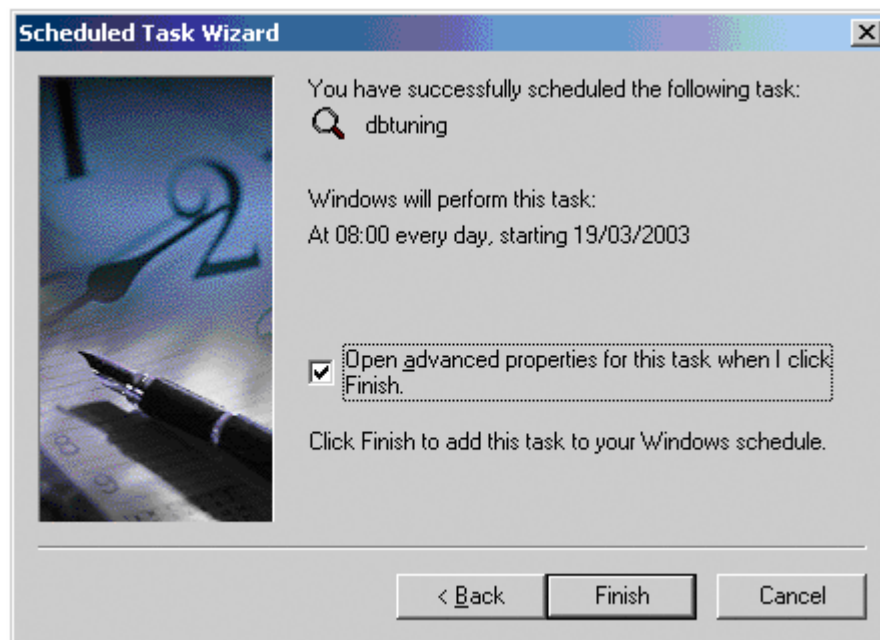 Scheduled Task Wizard
You have successfully scheduled the following task:
dbtuning
Windows will perform this task:
At 08:00 every day, starting 19/03/2003
Open advanced properties for this task when I click
Finish.
Click Finish to add this task to your Windows schedule.
< Back
Finish
Cancel